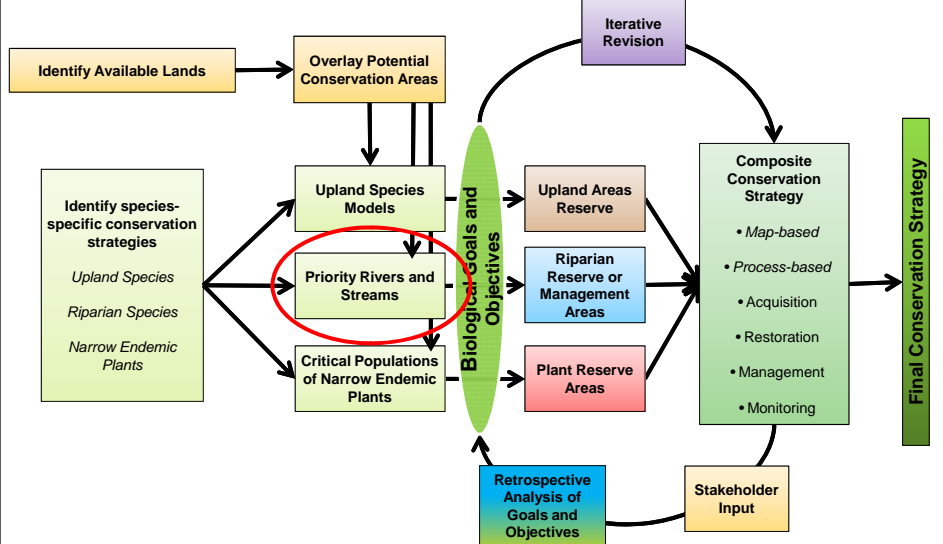 Iterative
Revision
Identify Available Lands
Overlay Potential
Conservation Areas
Identify species-
specific conservation
strategies
Upland Species
Riparian Species
Narrow Endemic
Plants
Upland Species
Models
Priority Rivers and
Streams
Critical Populations
of Narrow Endemic
Plants
Biological Goals and
Objectives
Upland Areas
Reserve
Riparian
Reserve or
Management
Areas
Plant Reserve
Areas
Composite
Conservation
Strategy
• Map-based
• Process-based
• Acquisition
• Restoration
• Management
• Monitoring
Final Conservation Strategy
Retrospective
Analysis of
Goals and
Objectives
Stakeholder
Input